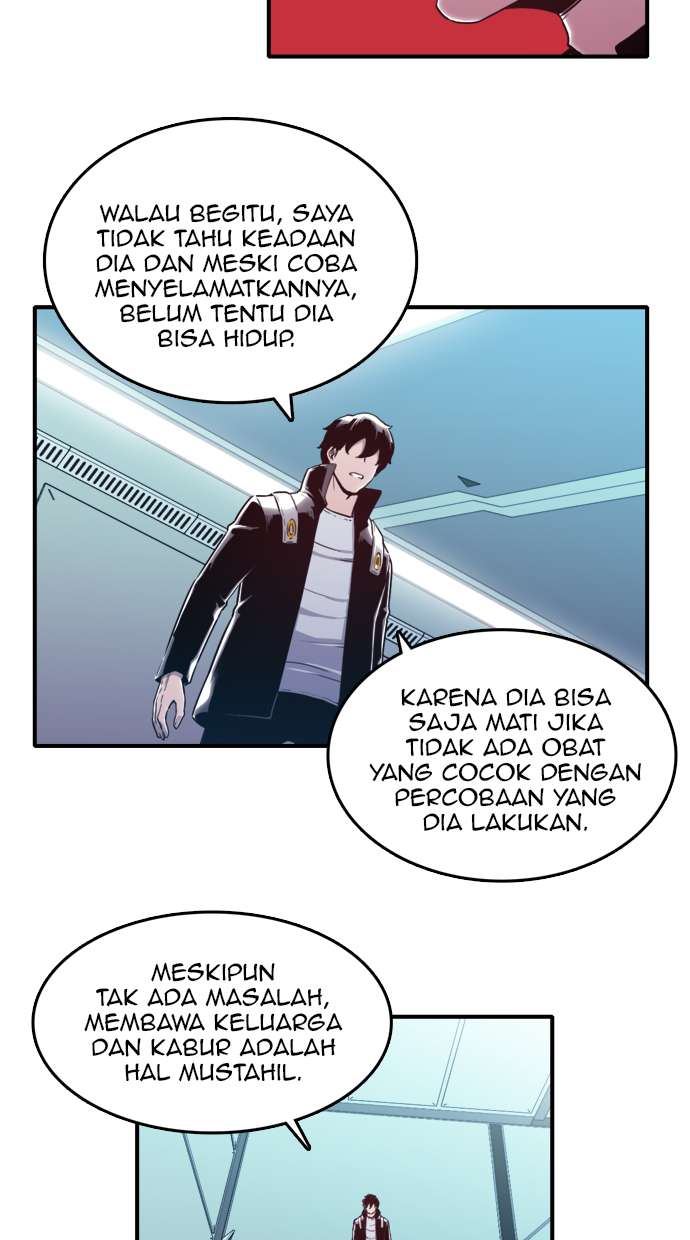 WALAU BEGITU, SAYA
TIDAK TAHU KEADAAN
DIA DAN MESKI COBA
MENYELAMATKANNYA,
BELUM TENTU DIA
BISA HIDUP.
KARENA DIA BISA
SAJA MATI JIKA
TIDAK ADA OBAT
YANG COCOK DENGAN
PERCOBAAN YANG
DIA LAKUKAN.
MESKIPUN
TAK ADA MASALAH,
MEMBAWA KELUARGA
DAN KABUR ADALAH
HAL MUSTAHIL.